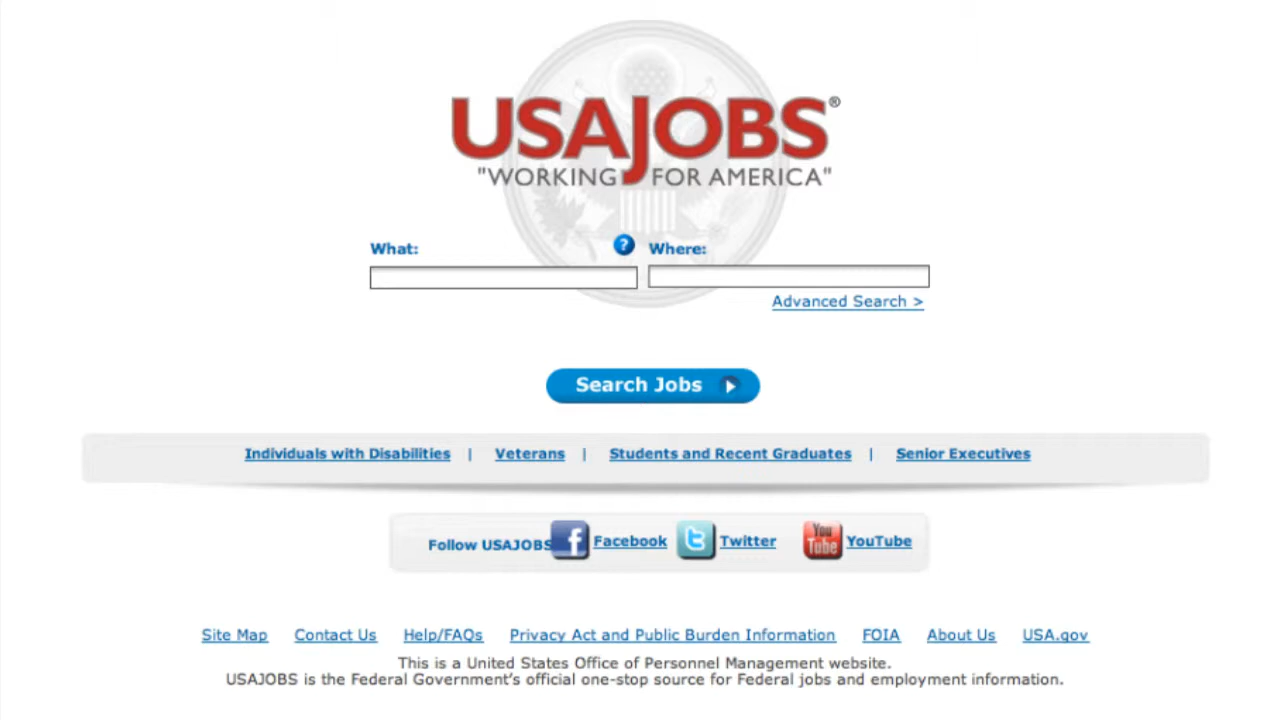 USAJOBS®
"WORKING FOR AMERICA"
What: ? Where:
Advanced Search >
Search Jobs
Individuals with Disabilities | Veterans | Students and Recent Graduates | Senior Executives
Follow USAJOBS f Facebook t Twitter You Tube YouTube
Site Map Contact Us Help/FAQs Privacy Act and Public Burden Information FOIA About Us USA.gov
This is a United States Office of Personnel Management website.
USAJOBS is the Federal Government's official one-stop source for Federal jobs and employment information.